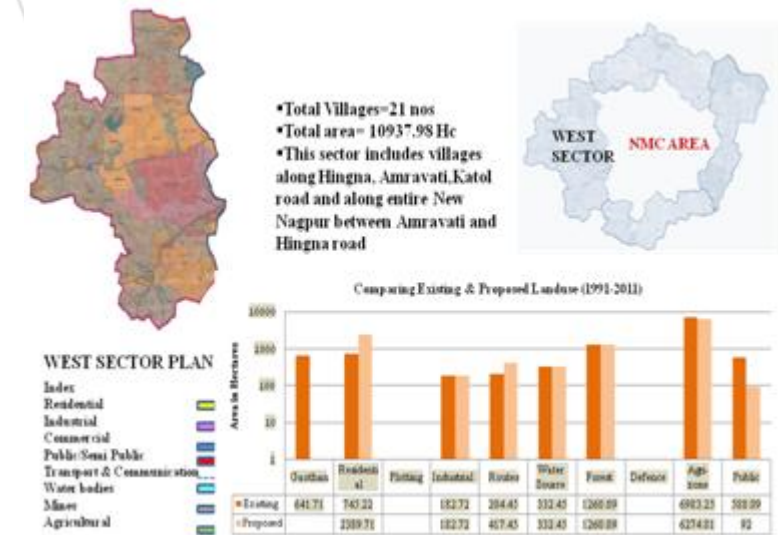 ▪Total Villages=21 nos
▪Total area= 10937.98 Hc
▪This sector includes villages
along Hingna, Amravati,Katol
road and along entire New
Nagpur between Amravati and
Hingna road
WEST
SECTOR
NMC AREA
Comparing Existing & Proposed Landuse (1991-2011)
Area in Hectares
10000
1000
100
10
1
Gaothan Residenti al Plotting Industrial Routes Water Source Forest Defence Agri-zone Public
Existing 641.71 745.22 182.72 204.45 332.45 1260.89 6983.25 588.09
Proposed 2389.71 182.72 417.45 332.45 1260.89 6274.81 92
WEST SECTOR PLAN
Index
Residential
Industrial
Commercial
Public/Semi Public
Transport & Communication
Water bodies
Mines
Agricultural